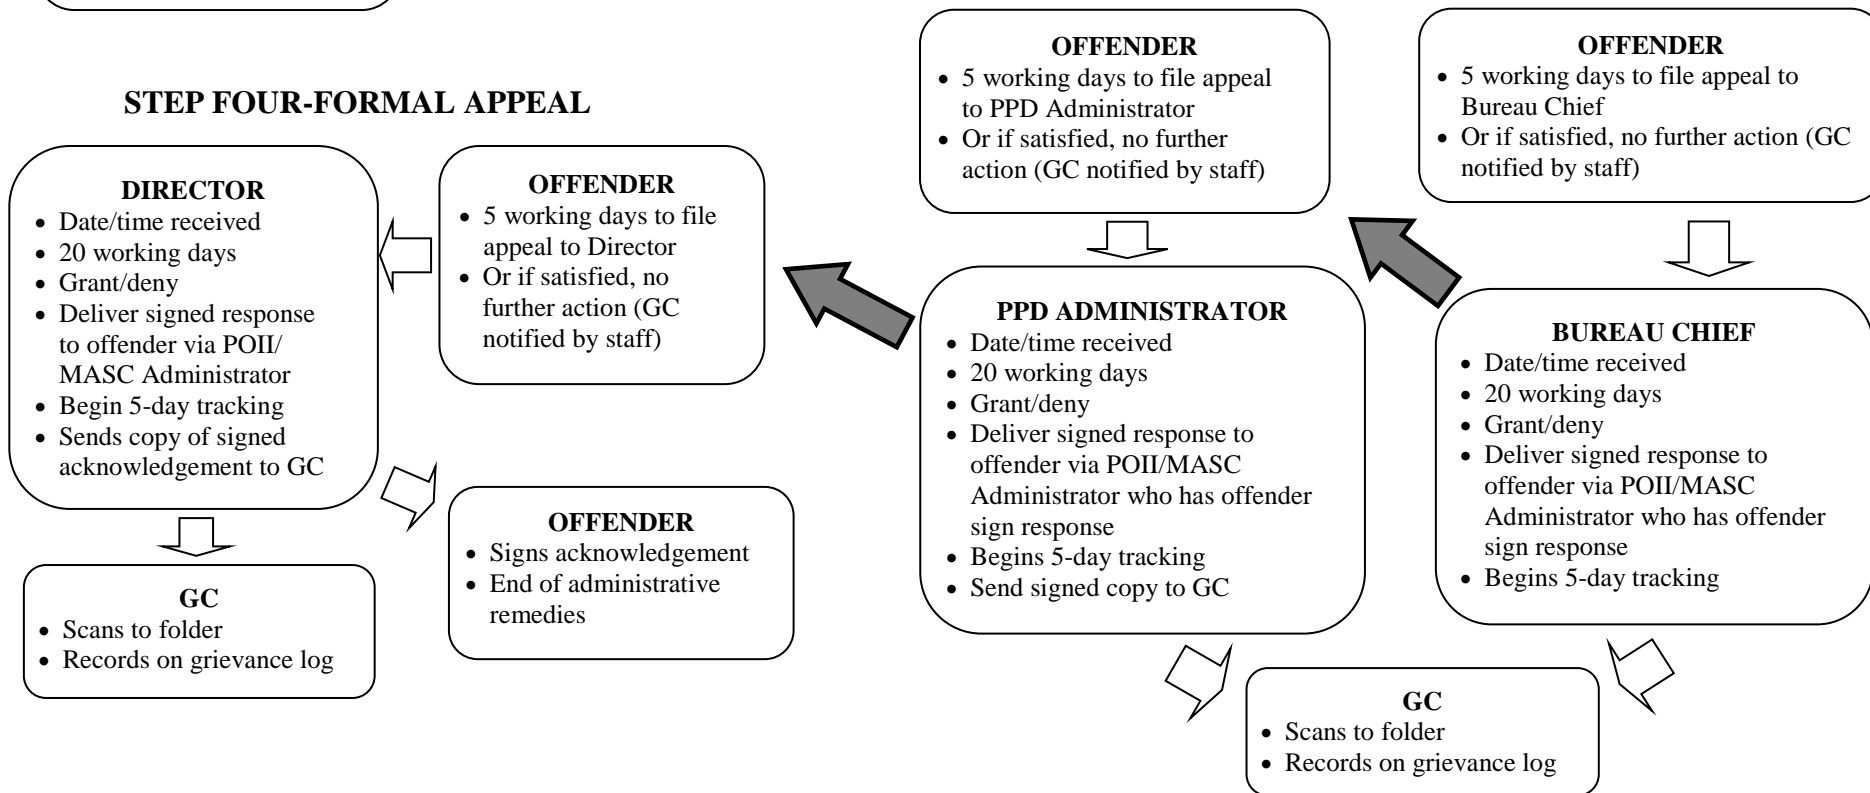 STEP FOUR-FORMAL APPEAL
DIRECTOR
• Date/time received
• 20 working days
• Grant/deny
• Deliver signed response
to offender via POII/
MASC Administrator
• Begin 5-day tracking
• Sends copy of signed
acknowledgement to GC
GC
• Scans to folder
• Records on grievance log
OFFENDER
• 5 working days to file
appeal to Director
• Or if satisfied, no
further action (GC
notified by staff)
OFFENDER
• Signs acknowledgement
• End of administrative
remedies
OFFENDER
• 5 working days to file appeal
to PPD Administrator
• Or if satisfied, no further
action (GC notified by staff)
PPD ADMINISTRATOR
• Date/time received
• 20 working days
• Grant/deny
• Deliver signed response to
offender via POII/MASC
Administrator who has offender
sign response
• Begins 5-day tracking
• Send signed copy to GC
OFFENDER
• 5 working days to file appeal to
Bureau Chief
• Or if satisfied, no further action (GC
notified by staff)
BUREAU CHIEF
• Date/time received
• 20 working days
• Grant/deny
• Deliver signed response to
offender via POII/MASC
Administrator who has offender
sign response
• Begins 5-day tracking
GC
• Scans to folder
• Records on grievance log